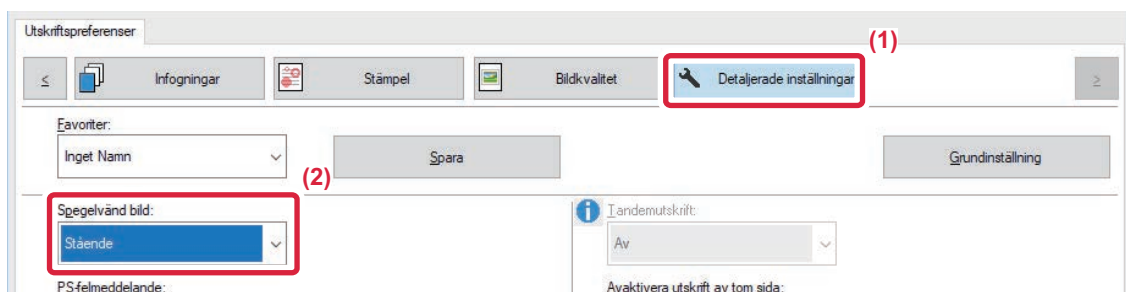 Utskriftspreferenser
(1)
< Infogningar Stämpel Bildkvalitet Detaljerade inställningar >
Favoriter:
Inget Namn Spara Grundinställning
(2)
Spegelvänd bild: Tandemutskrift:
Stående Av
PS-felmeddelande: Avaktivera utskrift av tom sida: